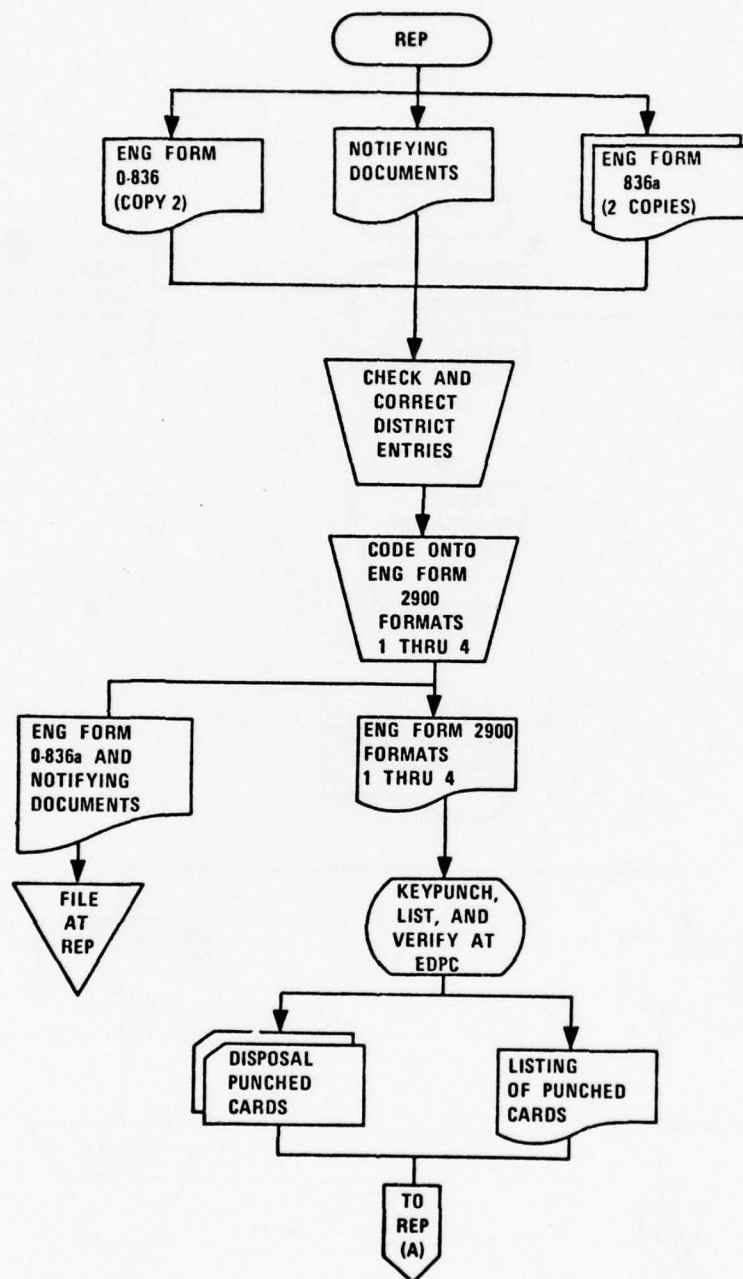 REP
ENG FORM
0-836
(COPY 2)
NOTIFYING
DOCUMENTS
ENG FORM
836a
(2 COPIES)
CHECK AND
CORRECT
DISTRICT
ENTRIES
CODE ONTO
ENG FORM
2900
FORMATS
1 THRU 4
ENG FORM
0-836a AND
NOTIFYING
DOCUMENTS
ENG FORM 2900
FORMATS
1 THRU 4
FILE
AT
REP
KEYPUNCH,
LIST, AND
VERIFY AT
EDPC
DISPOSAL
PUNCHED
CARDS
LISTING
OF PUNCHED
CARDS
TO
REP
(A)